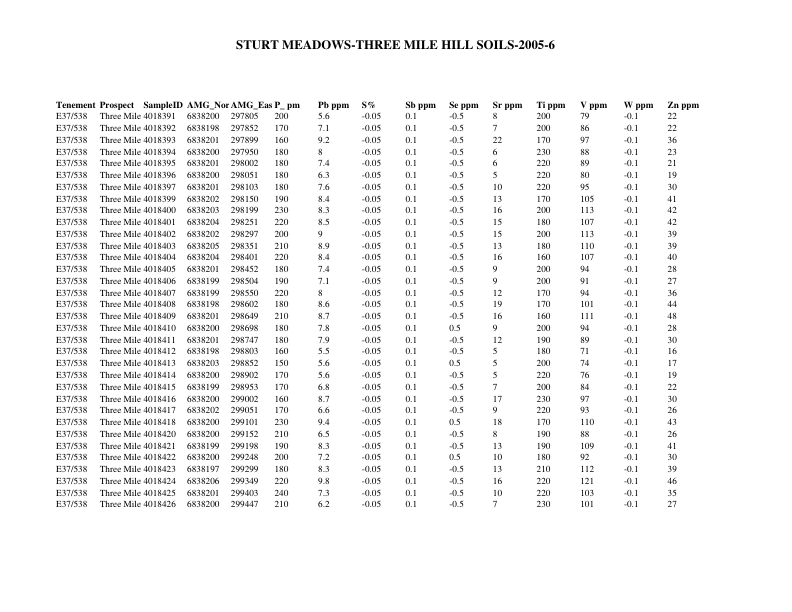 STURT MEADOWS-THREE MILE HILL SOILS-2005-6
Tenement Prospect SampleID AMG_Nor AMG_Eas P_ pm Pb ppm S% Sb ppm Se ppm Sr ppm Ti ppm V ppm W ppm Zn ppm
E37/538 Three Mile 4018391 6838200 297805 200 5.6 -0.05 0.1 -0.5 8 200 79 -0.1 22
E37/538 Three Mile 4018392 6838198 297852 170 7.1 -0.05 0.1 -0.5 7 200 86 -0.1 22
E37/538 Three Mile 4018393 6838201 297899 160 9.2 -0.05 0.1 -0.5 22 170 97 -0.1 36
E37/538 Three Mile 4018394 6838200 297950 180 8 -0.05 0.1 -0.5 6 230 88 -0.1 23
E37/538 Three Mile 4018395 6838201 298002 180 7.4 -0.05 0.1 -0.5 6 220 89 -0.1 21
E37/538 Three Mile 4018396 6838200 298051 180 6.3 -0.05 0.1 -0.5 5 220 80 -0.1 19
E37/538 Three Mile 4018397 6838201 298103 180 7.6 -0.05 0.1 -0.5 10 220 95 -0.1 30
E37/538 Three Mile 4018399 6838202 298150 190 8.4 -0.05 0.1 -0.5 13 170 105 -0.1 41
E37/538 Three Mile 4018400 6838203 298199 230 8.3 -0.05 0.1 -0.5 16 200 113 -0.1 42
E37/538 Three Mile 4018401 6838204 298251 220 8.5 -0.05 0.1 -0.5 15 180 107 -0.1 42
E37/538 Three Mile 4018402 6838202 298297 200 9 -0.05 0.1 -0.5 15 200 113 -0.1 39
E37/538 Three Mile 4018403 6838205 298351 210 8.9 -0.05 0.1 -0.5 13 180 110 -0.1 39
E37/538 Three Mile 4018404 6838204 298401 220 8.4 -0.05 0.1 -0.5 16 160 107 -0.1 40
E37/538 Three Mile 4018405 6838201 298452 180 7.4 -0.05 0.1 -0.5 9 200 94 -0.1 28
E37/538 Three Mile 4018406 6838199 298504 190 7.1 -0.05 0.1 -0.5 9 200 91 -0.1 27
E37/538 Three Mile 4018407 6838199 298550 220 8 -0.05 0.1 -0.5 12 170 94 -0.1 36
E37/538 Three Mile 4018408 6838198 298602 180 8.6 -0.05 0.1 -0.5 19 170 101 -0.1 44
E37/538 Three Mile 4018409 6838201 298649 210 8.7 -0.05 0.1 -0.5 16 160 111 -0.1 48
E37/538 Three Mile 4018410 6838200 298698 180 7.8 -0.05 0.1 0.5 9 200 94 -0.1 28
E37/538 Three Mile 4018411 6838201 298747 180 7.9 -0.05 0.1 -0.5 12 190 89 -0.1 30
E37/538 Three Mile 4018412 6838198 298803 160 5.5 -0.05 0.1 -0.5 5 180 71 -0.1 16
E37/538 Three Mile 4018413 6838203 298852 150 5.6 -0.05 0.1 0.5 5 200 74 -0.1 17
E37/538 Three Mile 4018414 6838200 298902 170 5.6 -0.05 0.1 -0.5 5 220 76 -0.1 19
E37/538 Three Mile 4018415 6838199 298953 170 6.8 -0.05 0.1 -0.5 7 200 84 -0.1 22
E37/538 Three Mile 4018416 6838200 299002 160 8.7 -0.05 0.1 -0.5 17 230 97 -0.1 30
E37/538 Three Mile 4018417 6838202 299051 170 6.6 -0.05 0.1 -0.5 9 220 93 -0.1 26
E37/538 Three Mile 4018418 6838200 299101 230 9.4 -0.05 0.1 0.5 18 170 110 -0.1 43
E37/538 Three Mile 4018420 6838200 299152 210 6.5 -0.05 0.1 -0.5 8 190 88 -0.1 26
E37/538 Three Mile 4018421 6838199 299198 190 8.3 -0.05 0.1 -0.5 13 190 109 -0.1 41
E37/538 Three Mile 4018422 6838200 299248 200 7.2 -0.05 0.1 0.5 10 180 92 -0.1 30
E37/538 Three Mile 4018423 6838197 299299 180 8.3 -0.05 0.1 -0.5 13 210 112 -0.1 39
E37/538 Three Mile 4018424 6838206 299349 220 9.8 -0.05 0.1 -0.5 16 220 121 -0.1 46
E37/538 Three Mile 4018425 6838201 299403 240 7.3 -0.05 0.1 -0.5 10 220 103 -0.1 35
E37/538 Three Mile 4018426 6838200 299447 210 6.2 -0.05 0.1 -0.5 7 230 101 -0.1 27